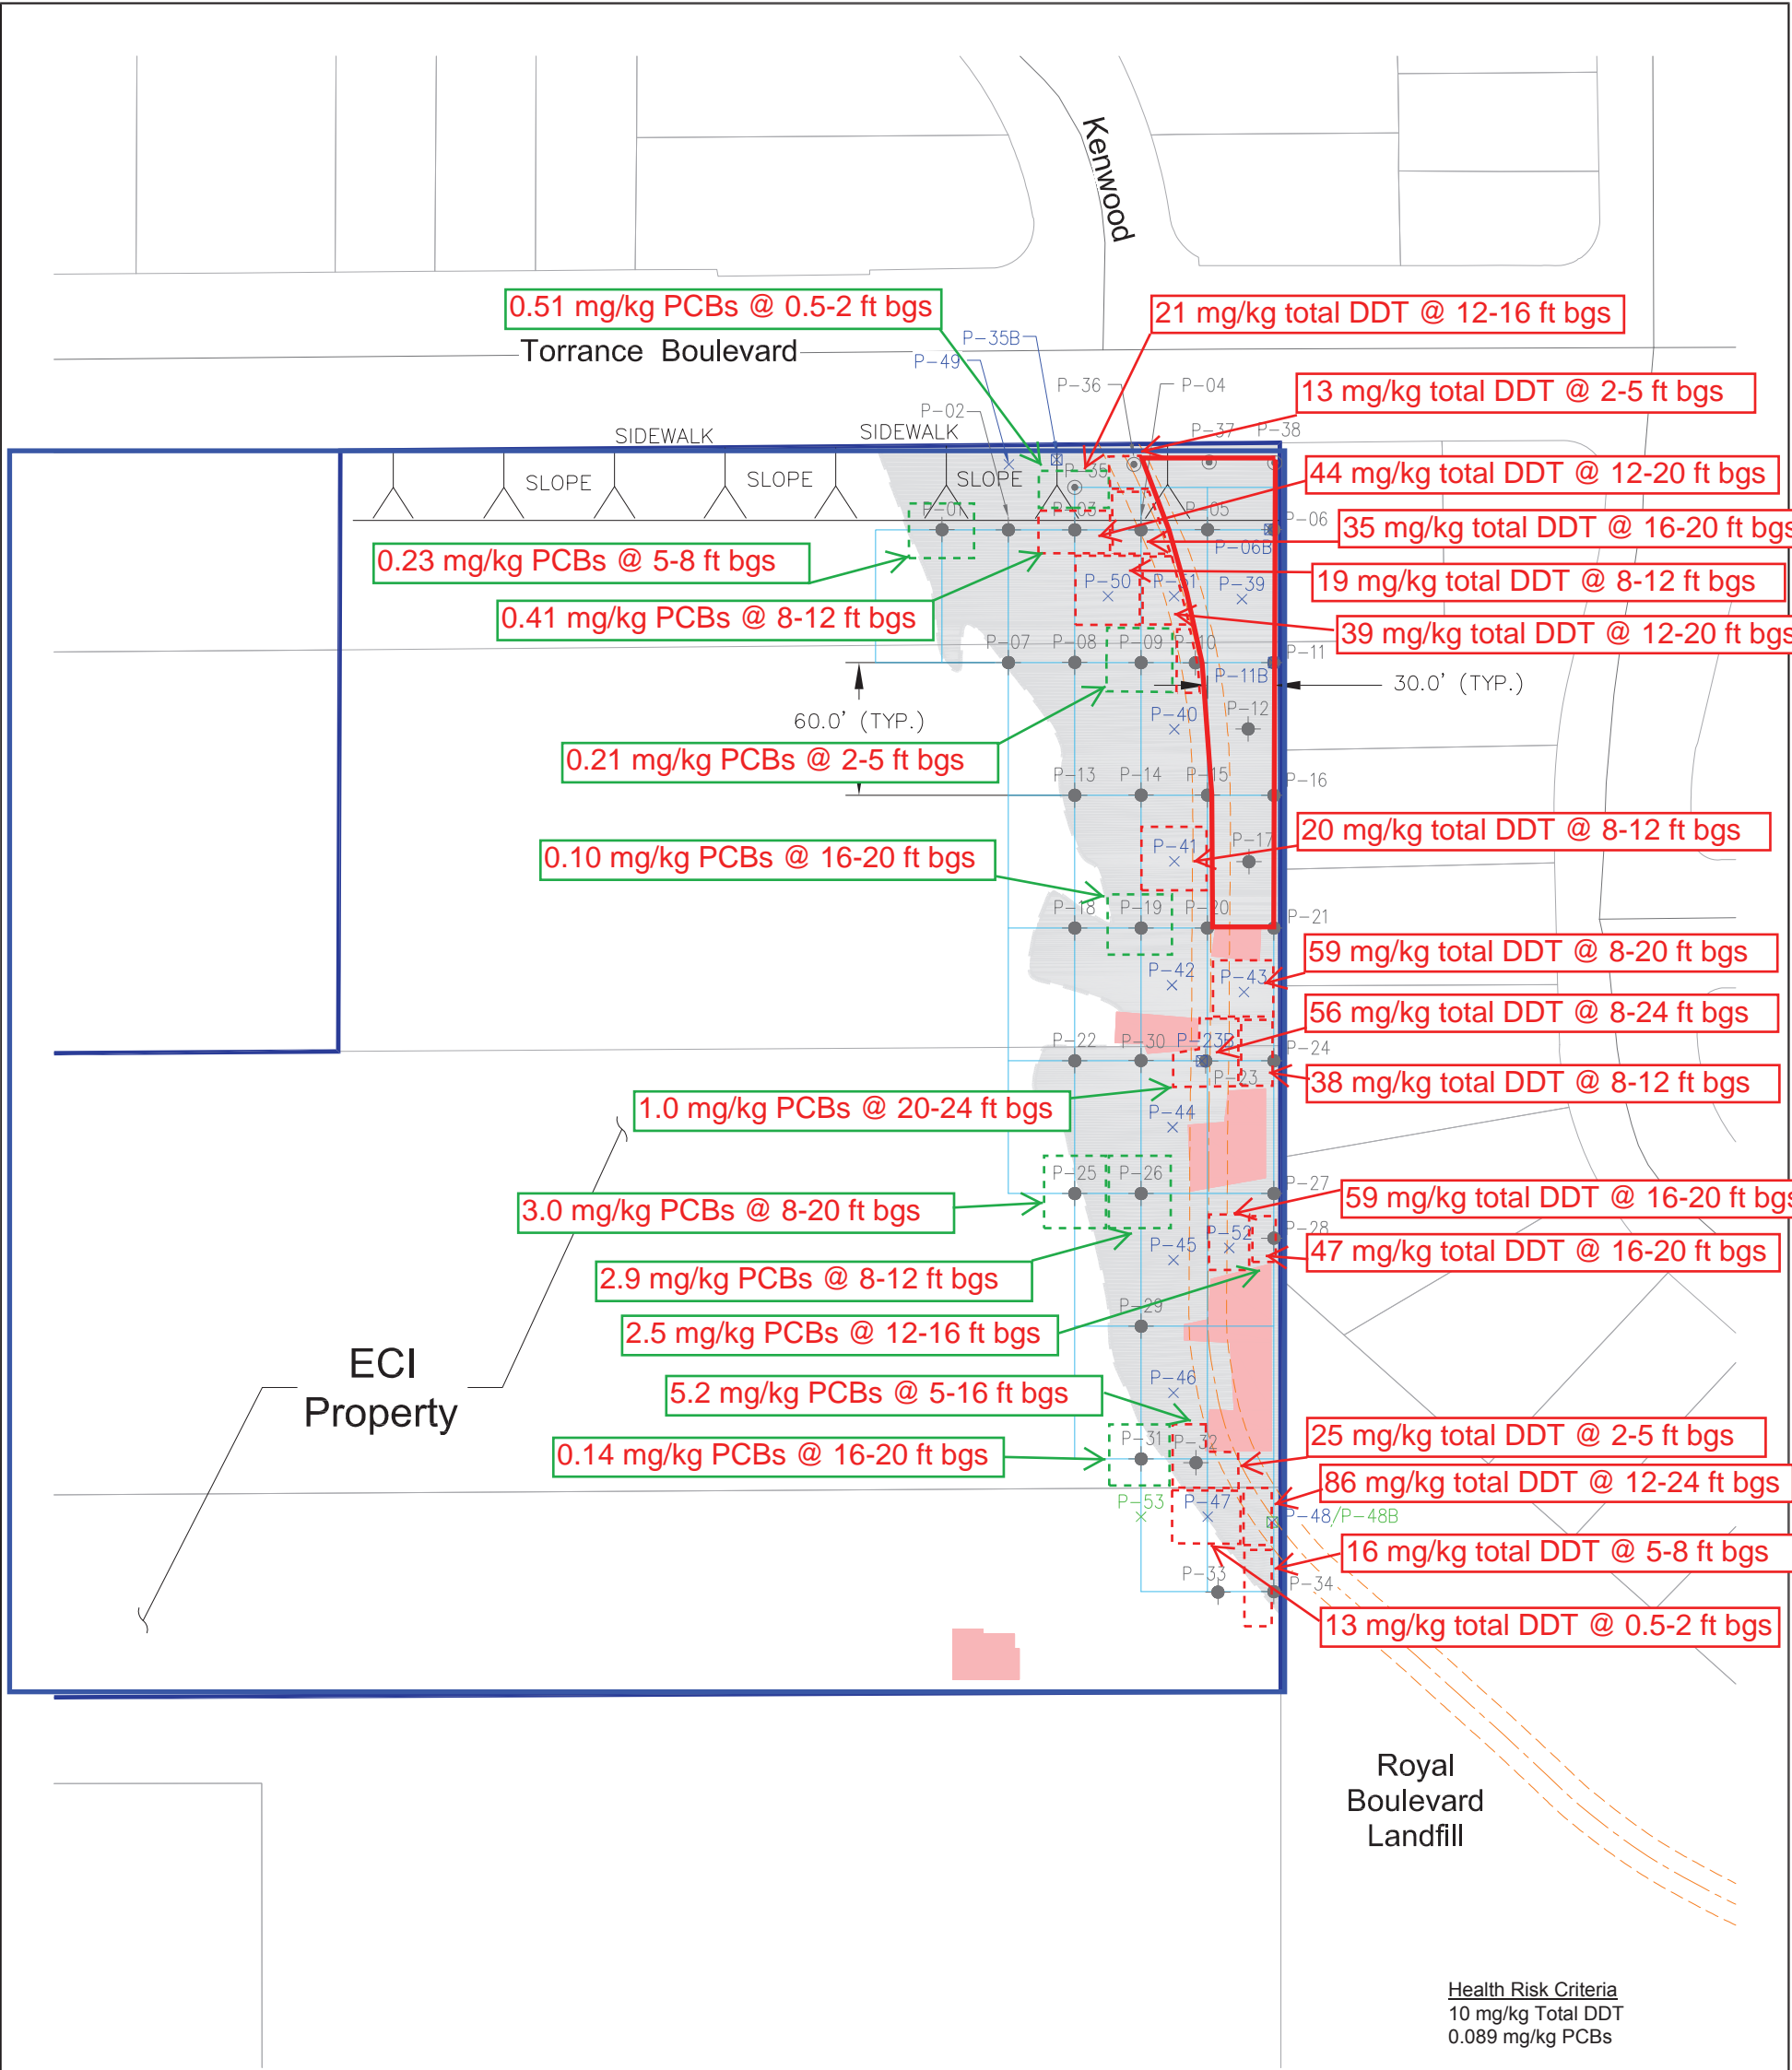 Kenwood
0.51 mg/kg PCBs @ 0.5-2 ft bgs
21 mg/kg total DDT @ 12-16 ft bgs
Torrance Boulevard
P-35B
P-49
P-36
P-04
13 mg/kg total DDT @ 2-5 ft bgs
P-02
SIDEWALK
SIDEWALK
P-37
P-38
SLOPE
SLOPE
SLOPE
P-35
44 mg/kg total DDT @ 12-20 ft bgs
P-01
P-03
P-05
P-06
35 mg/kg total DDT @ 16-20 ft bgs
P-06B
0.23 mg/kg PCBs @ 5-8 ft bgs
P-50
P-51
P-39
19 mg/kg total DDT @ 8-12 ft bgs
0.41 mg/kg PCBs @ 8-12 ft bgs
39 mg/kg total DDT @ 12-20 ft bgs
P-07
P-08
P-09
P-10
P-11
P-11B
30.0' (TYP.)
60.0' (TYP.)
P-40
P-12
0.21 mg/kg PCBs @ 2-5 ft bgs
P-13
P-14
P-15
P-16
20 mg/kg total DDT @ 8-12 ft bgs
0.10 mg/kg PCBs @ 16-20 ft bgs
P-41
P-17
P-18
P-19
P-20
P-21
59 mg/kg total DDT @ 8-20 ft bgs
P-42
P-43
56 mg/kg total DDT @ 8-24 ft bgs
P-22
P-30
P-23B
P-24
P-23
38 mg/kg total DDT @ 8-12 ft bgs
1.0 mg/kg PCBs @ 20-24 ft bgs
P-44
P-25
P-26
P-27
59 mg/kg total DDT @ 16-20 ft bgs
3.0 mg/kg PCBs @ 8-20 ft bgs
P-28
P-45
P-52
47 mg/kg total DDT @ 16-20 ft bgs
2.9 mg/kg PCBs @ 8-12 ft bgs
P-29
2.5 mg/kg PCBs @ 12-16 ft bgs
ECI
Property
P-46
5.2 mg/kg PCBs @ 5-16 ft bgs
25 mg/kg total DDT @ 2-5 ft bgs
P-31
P-32
0.14 mg/kg PCBs @ 16-20 ft bgs
86 mg/kg total DDT @ 12-24 ft bgs
P-53
P-47
P-48/P-48B
16 mg/kg total DDT @ 5-8 ft bgs
P-33
P-34
13 mg/kg total DDT @ 0.5-2 ft bgs
Royal
Boulevard
Landfill
Health Risk Criteria
10 mg/kg Total DDT
0.089 mg/kg PCBs